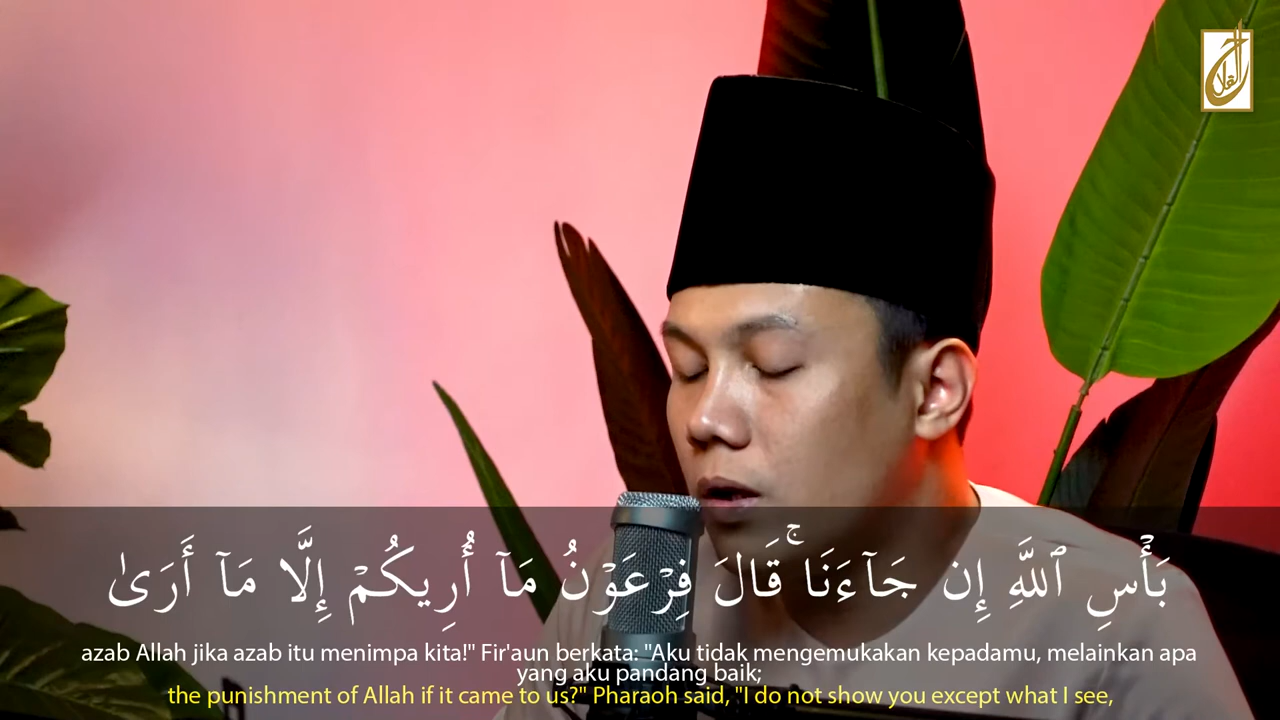 القلاح
بَأْسِ ٱللَّهِ إِن جَآءَنَا ۚ قَالَ فِرْعَوْنُ مَآ أُرِيكُمْ إِلَّا مَآ أَرَىٰ
azab Allah jika azab itu menimpa kita!" Fir'aun berkata: "Aku tidak mengemukakan kepadamu, melainkan apa
yang aku pandang baik;
the punishment of Allah if it came to us?" Pharaoh said, "I do not show you except what I see,